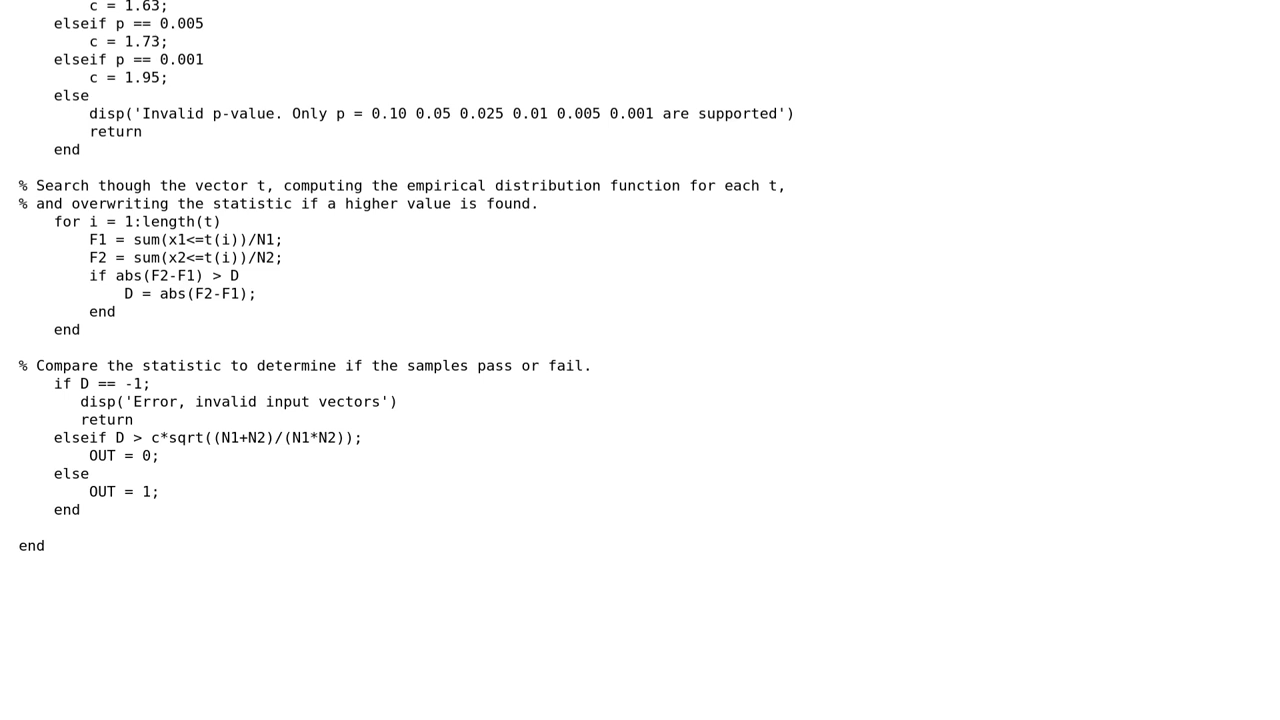 c = 1.63;
    elseif p == 0.005
        c = 1.73;
    elseif p == 0.001
        c = 1.95;
    else
        disp('Invalid p-value. Only p = 0.10 0.05 0.025 0.01 0.005 0.001 are supported')
        return
    end

% Search though the vector t, computing the empirical distribution function for each t,
% and overwriting the statistic if a higher value is found.
    for i = 1:length(t)
        F1 = sum(x1<=t(i))/N1;
        F2 = sum(x2<=t(i))/N2;
        if abs(F2-F1) > D
            D = abs(F2-F1);
        end
    end

% Compare the statistic to determine if the samples pass or fail.
    if D == -1;
       disp('Error, invalid input vectors')
       return
    elseif D > c*sqrt((N1+N2)/(N1*N2));
        OUT = 0;
    else
        OUT = 1;
    end

end